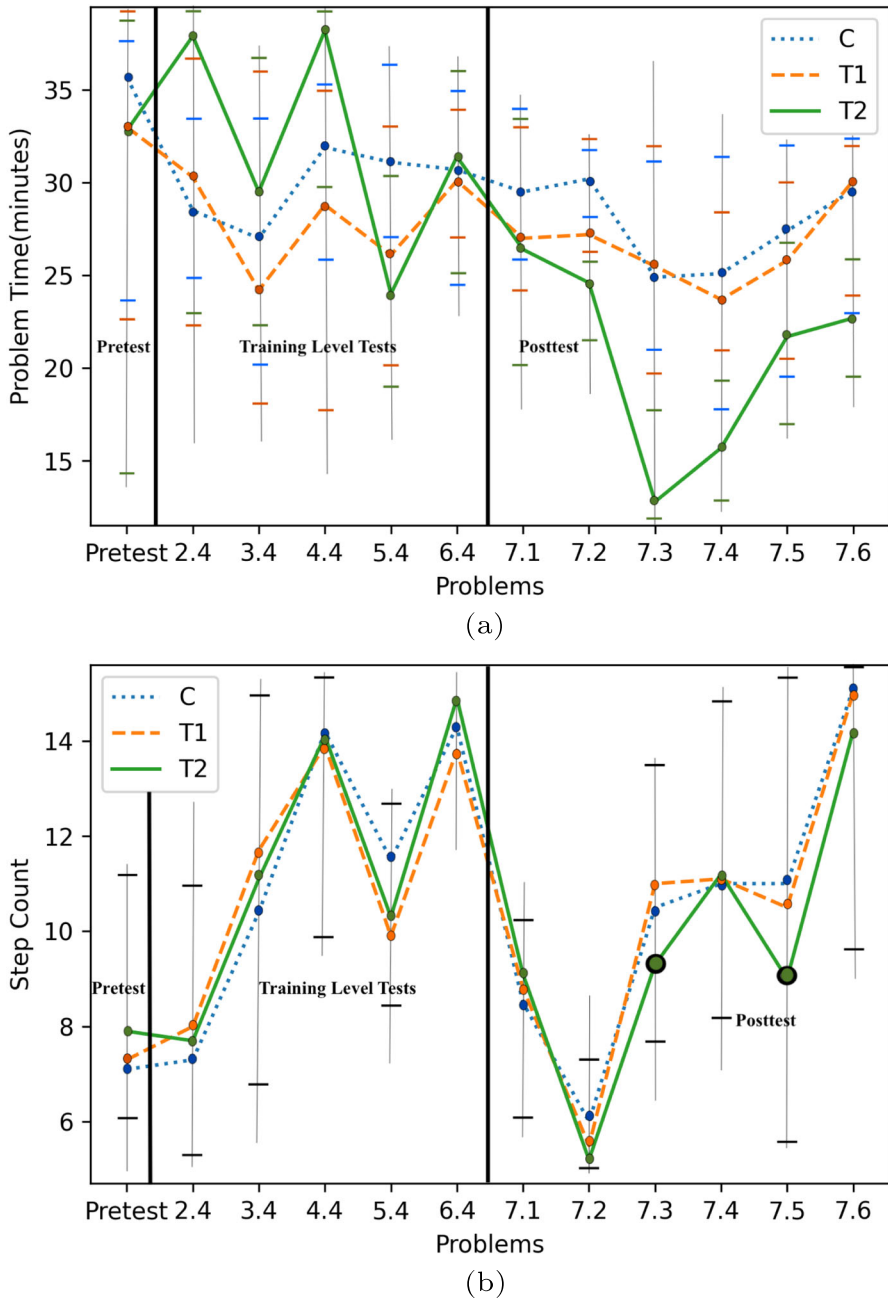 C
T1
T2
35
30
25
20
15
Problem Time(minutes)
Pretest
Training Level Tests
Posttest
Pretest 2.4 3.4 4.4 5.4 6.4 7.1 7.2 7.3 7.4 7.5 7.6
Problems
(a)
C
T1
T2
14
12
10
8
6
Step Count
Pretest
Training Level Tests
Posttest
Pretest 2.4 3.4 4.4 5.4 6.4 7.1 7.2 7.3 7.4 7.5 7.6
Problems
(b)